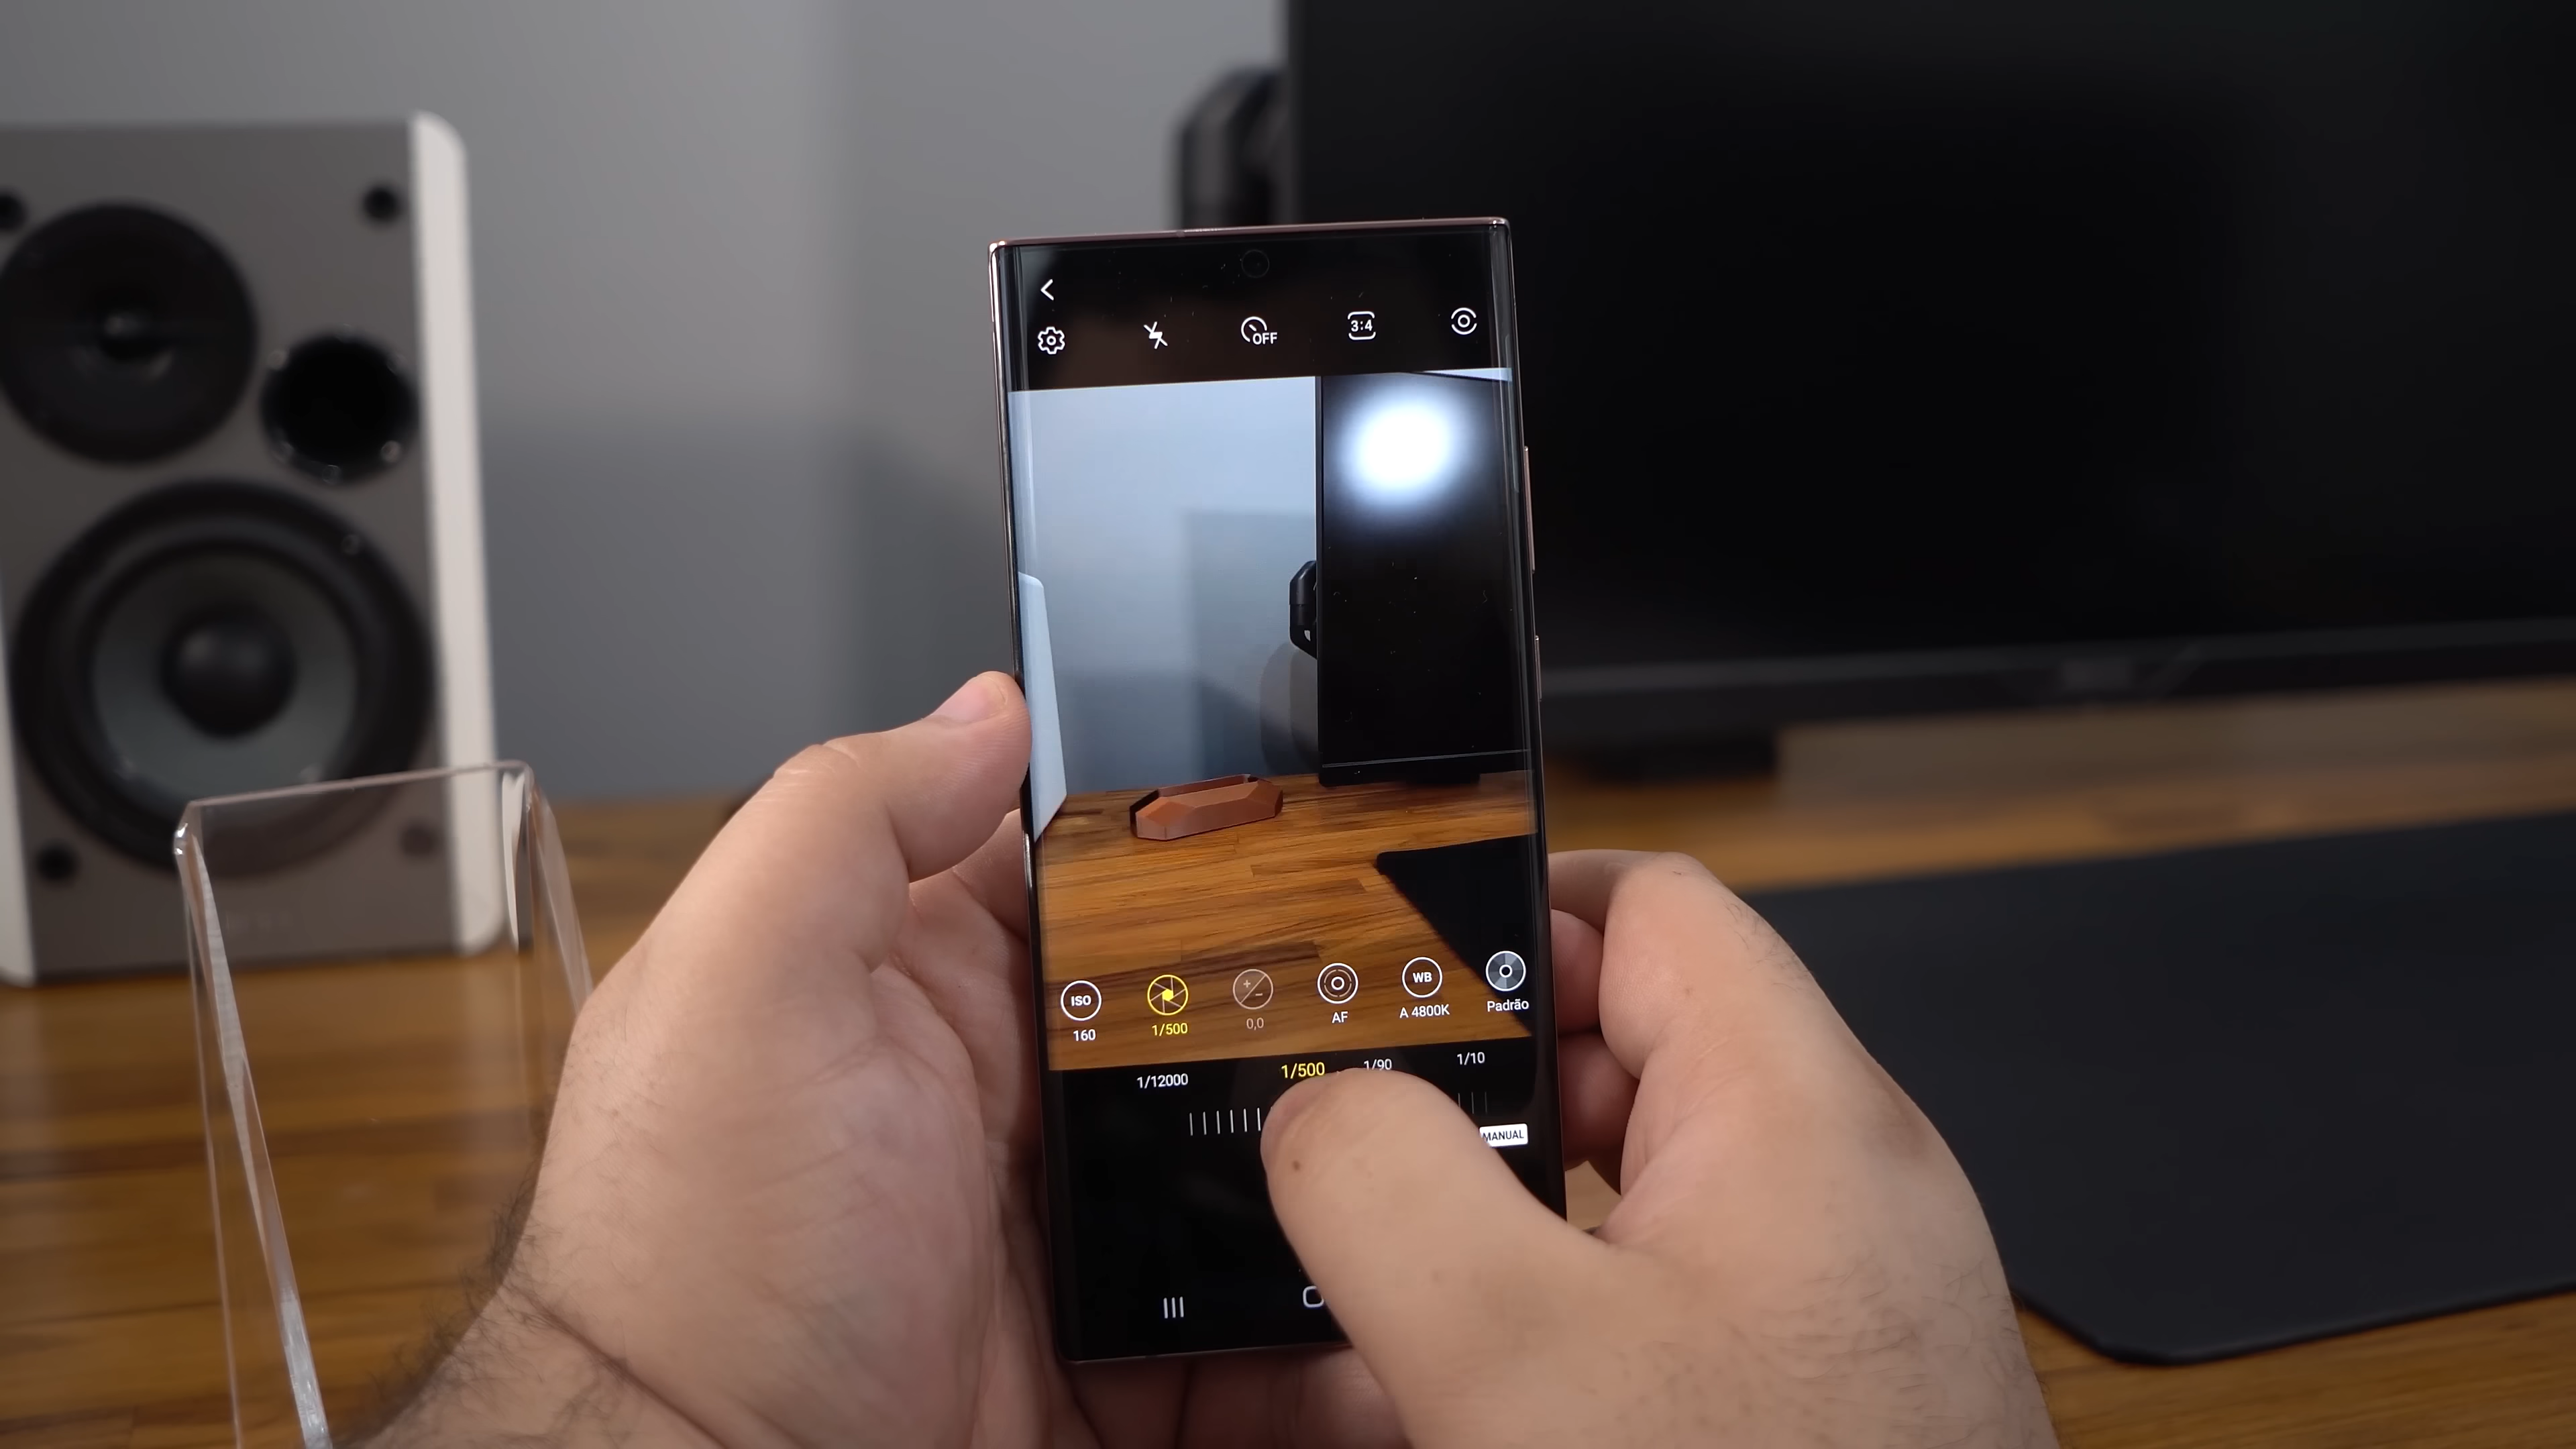 OFF
3:4
ISO
WB
160
1/500
0,0
AF
A 4800K
Padrão
1/12000
1/500
1/90
1/10
MANUAL